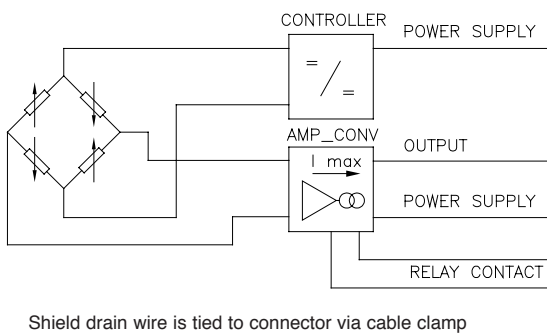 CONTROLLER
POWER SUPPLY
=
/
=
AMP_CONV
I max
OUTPUT
POWER SUPPLY
RELAY CONTACT
Shield drain wire is tied to connector via cable clamp